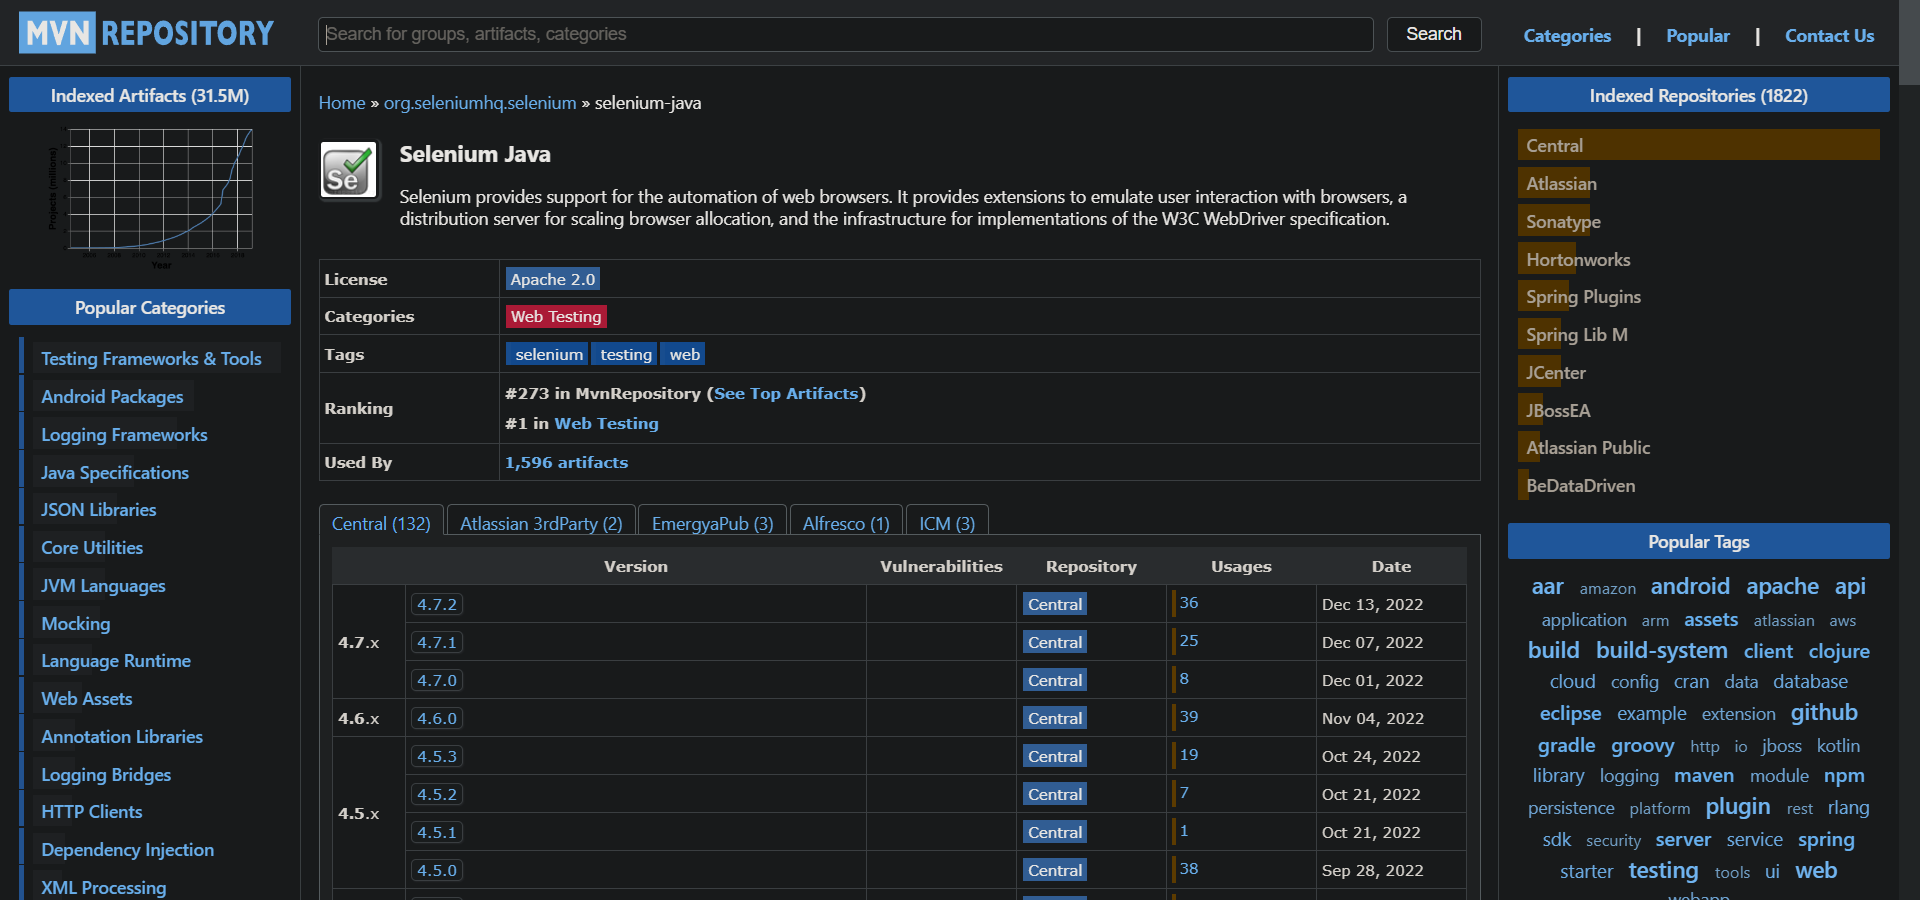 MVN REPOSITORY
Search for groups, artifacts, categories
Search
Categories | Popular | Contact Us
Indexed Artifacts (31.5M)
Projects (millions)
Year
Popular Categories
Testing Frameworks & Tools
Android Packages
Logging Frameworks
Java Specifications
JSON Libraries
Core Utilities
JVM Languages
Mocking
Language Runtime
Web Assets
Annotation Libraries
Logging Bridges
HTTP Clients
Dependency Injection
XML Processing
Home » org.seleniumhq.selenium » selenium-java
Se
Selenium Java
Selenium provides support for the automation of web browsers. It provides extensions to emulate user interaction with browsers, a
distribution server for scaling browser allocation, and the infrastructure for implementations of the W3C WebDriver specification.
License Apache 2.0
Categories Web Testing
Tags selenium testing web
Ranking #273 in MvnRepository (See Top Artifacts)
#1 in Web Testing
Used By 1,596 artifacts
Central (132) Atlassian 3rdParty (2) EmergyaPub (3) Alfresco (1) ICM (3)
Version Vulnerabilities Repository Usages Date
4.7.x
4.7.2 Central 36 Dec 13, 2022
4.7.1 Central 25 Dec 07, 2022
4.7.0 Central 8 Dec 01, 2022
4.6.x 4.6.0 Central 39 Nov 04, 2022
4.5.x
4.5.3 Central 19 Oct 24, 2022
4.5.2 Central 7 Oct 21, 2022
4.5.1 Central 1 Oct 21, 2022
4.5.0 Central 38 Sep 28, 2022
Indexed Repositories (1822)
Central
Atlassian
Sonatype
Hortonworks
Spring Plugins
Spring Lib M
JCenter
JBossEA
Atlassian Public
BeDataDriven
Popular Tags
aar amazon android apache api
application arm assets atlassian aws
build build-system client clojure
cloud config cran data database
eclipse example extension github
gradle groovy http io jboss kotlin
library logging maven module npm
persistence platform plugin rest rlang
sdk security server service spring
starter testing tools ui web
webapp